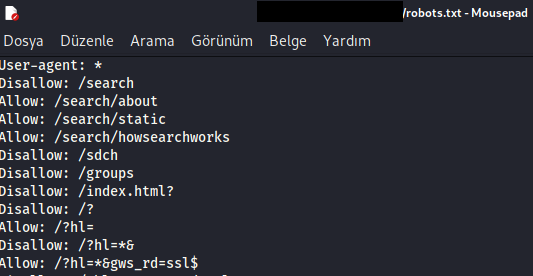 /robots.txt - Mousepad
Dosya Düzenle Arama Görünüm Belge Yardım
User-agent: *
Disallow: /search
Allow: /search/about
Allow: /search/static
Allow: /search/howsearchworks
Disallow: /sdch
Disallow: /groups
Disallow: /index.html?
Disallow: /?
Allow: /?hl=
Disallow: /?hl=*&
Allow: /?hl=*&gws_rd=ssl$